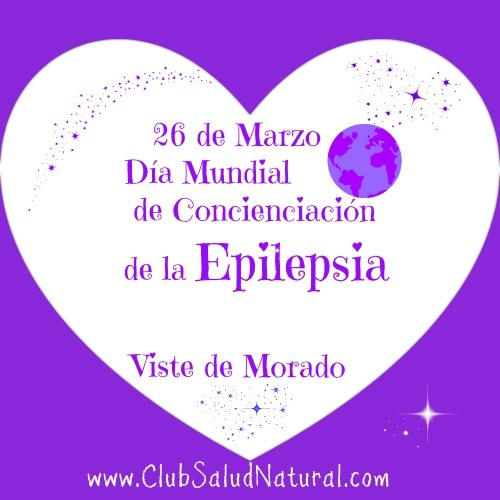 26 de Marzo
Día Mundial
de Concienciación
de la Epilepsia
Viste de Morado
www.ClubSaludNatural.com